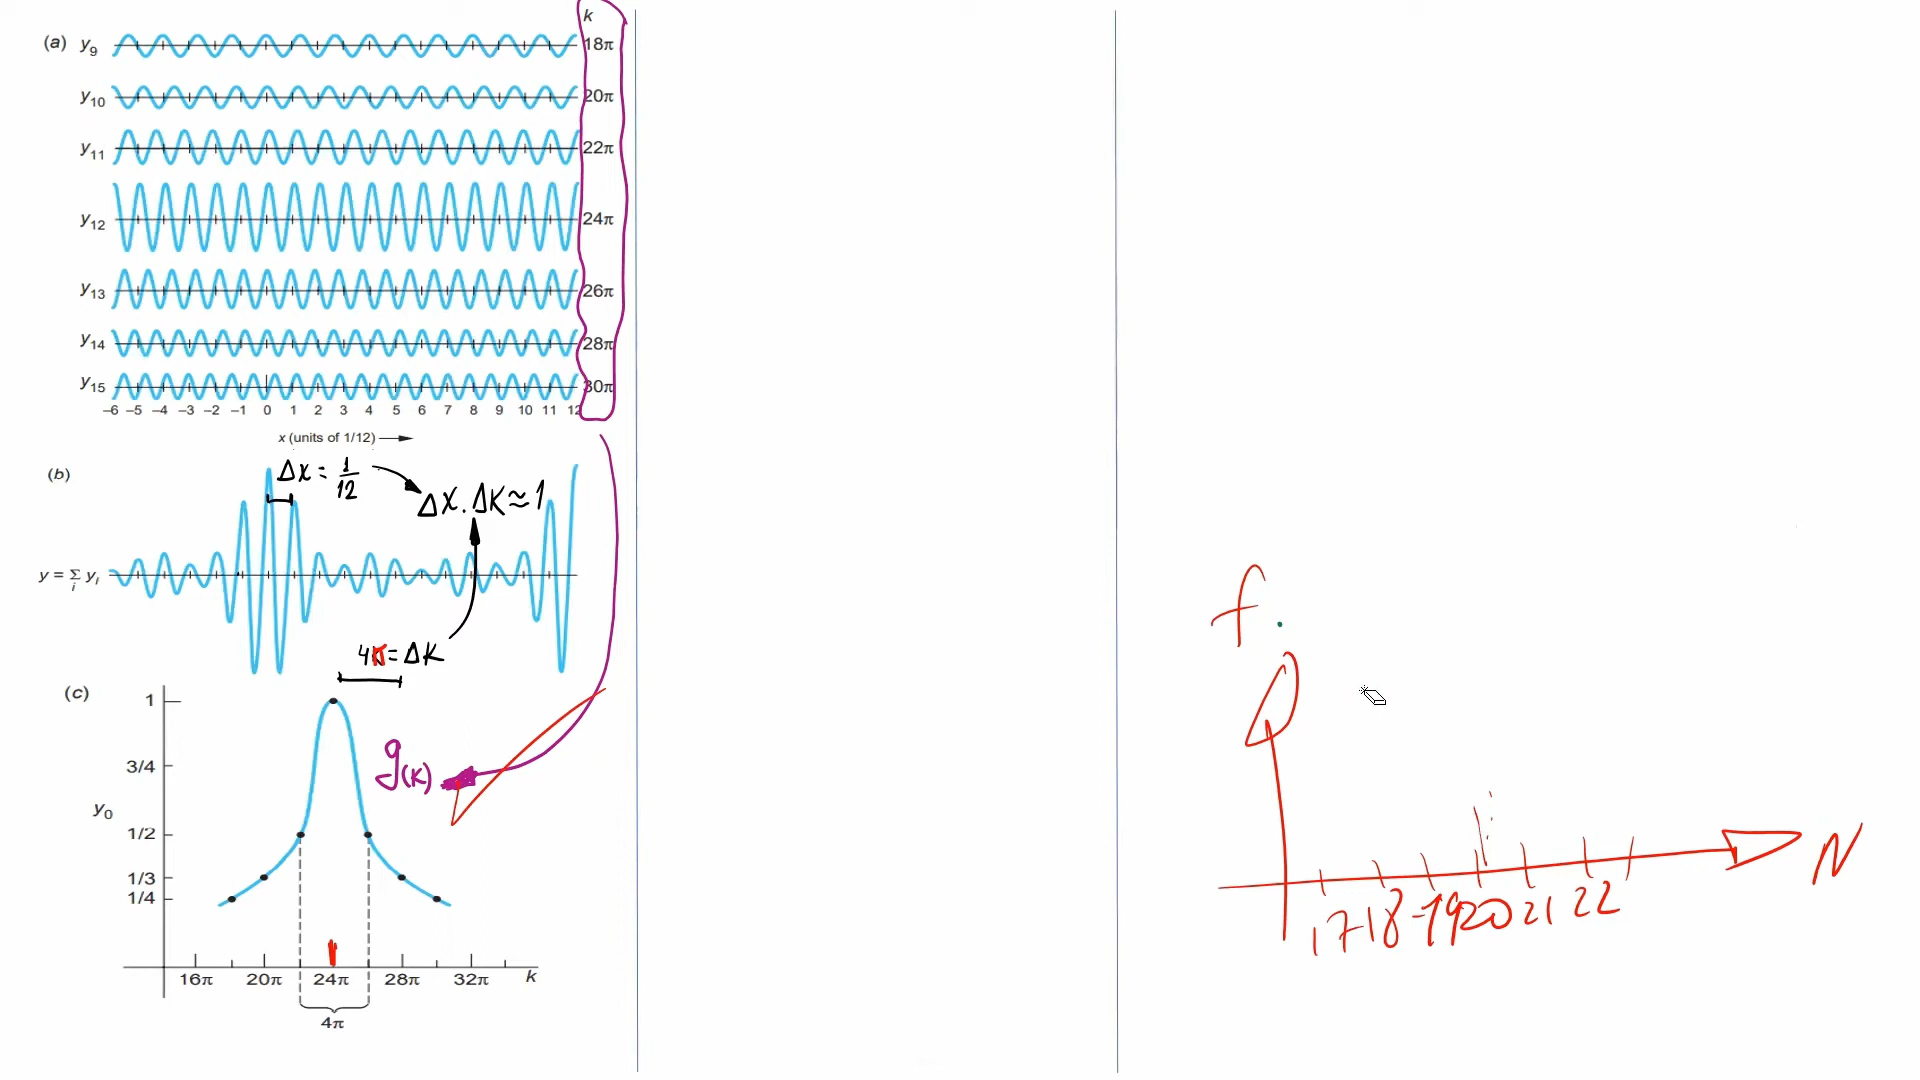 k
(a) y9 18π
y10 20π
y11 22π
y12 24π
y13 26π
y14 28π
y15 30π
–6 –5 –4 –3 –2 –1 0 1 2 3 4 5 6 7 8 9 10 11 12
x (units of 1/12)
(b) Δx = 1/12
Δx.Δk≈1
y = Σi yi
4π=Δk
(c) 1
3/4
g(k)
y0
1/2
1/3
1/4
16π 20π 24π 28π 32π k
4π
f
N
17 18 19 20 21 22